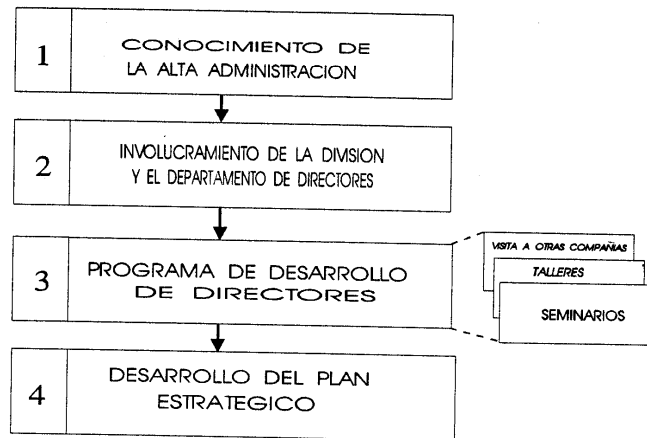 1
CONOCIMIENTO DE
LA ALTA ADMINISTRACION
2
INVOLUCRAMIENTO DE LA DIVISION
Y EL DEPARTAMENTO DE DIRECTORES
3
PROGRAMA DE DESARROLLO
DE DIRECTORES
VISITA A OTRAS COMPAÑIAS
TALLERES
SEMINARIOS
4
DESARROLLO DEL PLAN
ESTRATEGICO